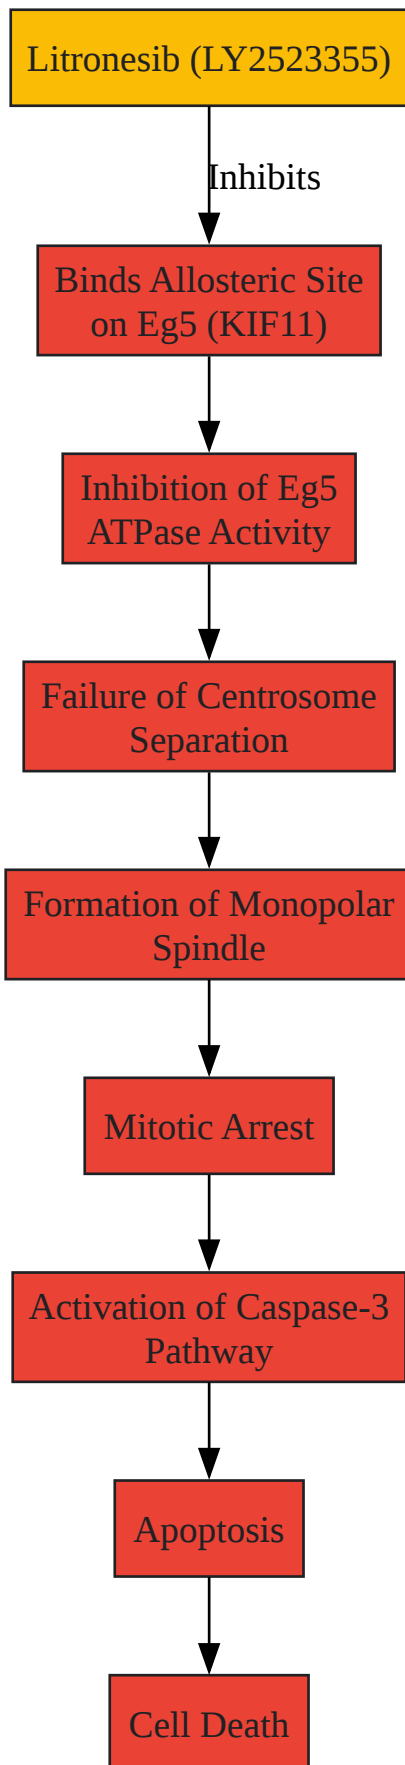 Litronesib (LY2523355)
Inhibits
Binds Allosteric Site
on Eg5 (KIF11)
Inhibition of Eg5
ATPase Activity
Failure of Centrosome
Separation
Formation of Monopolar
Spindle
Mitotic Arrest
Activation of Caspase-3
Pathway
Apoptosis
Cell Death